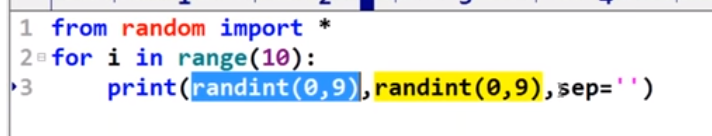 1 from random import *
2 for i in range(10):
3 print(randint(0,9),randint(0,9),sep='')